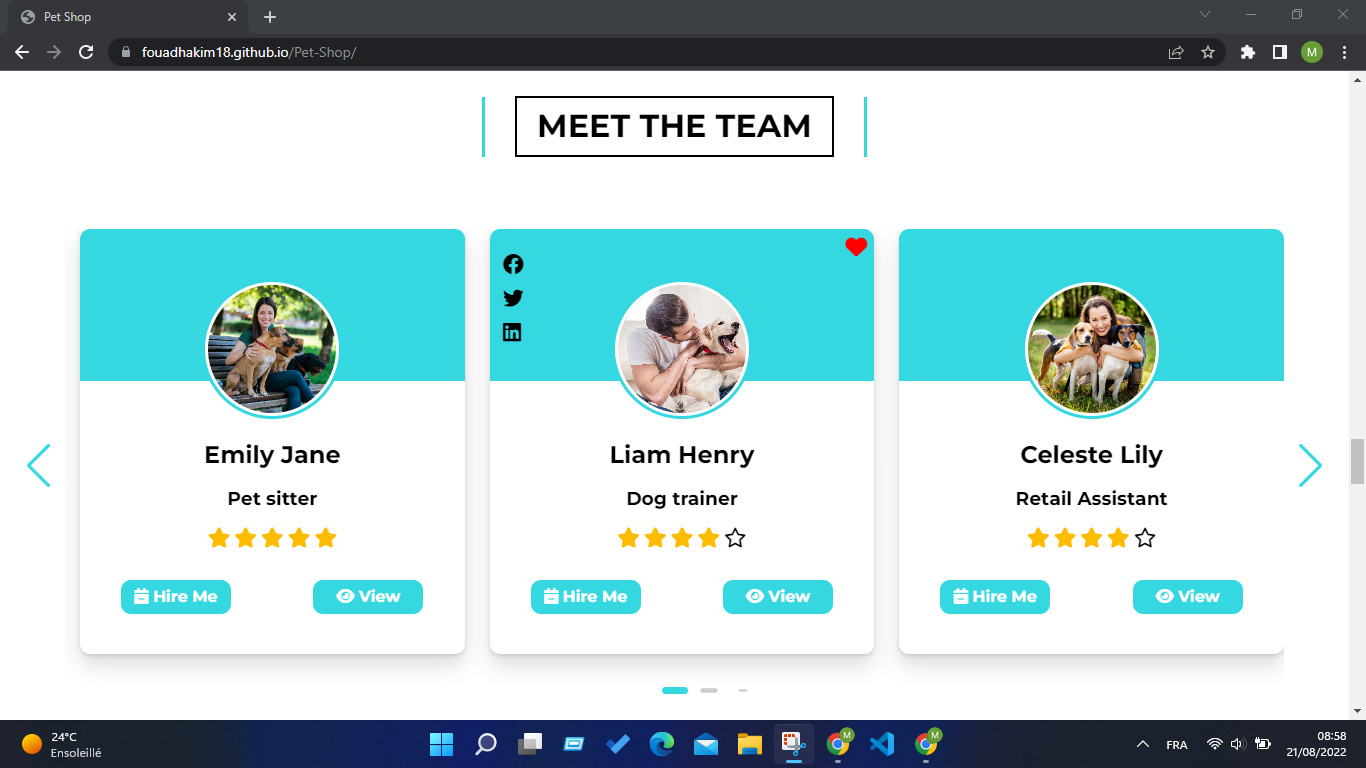 Pet Shop
fouadhakim18.github.io/Pet-Shop/
M
MEET THE TEAM
Emily Jane
Pet sitter
Hire Me
View
Liam Henry
Dog trainer
Hire Me
View
Celeste Lily
Retail Assistant
Hire Me
View
24°C
Ensoleillé
M
M
FRA
08:58
21/08/2022